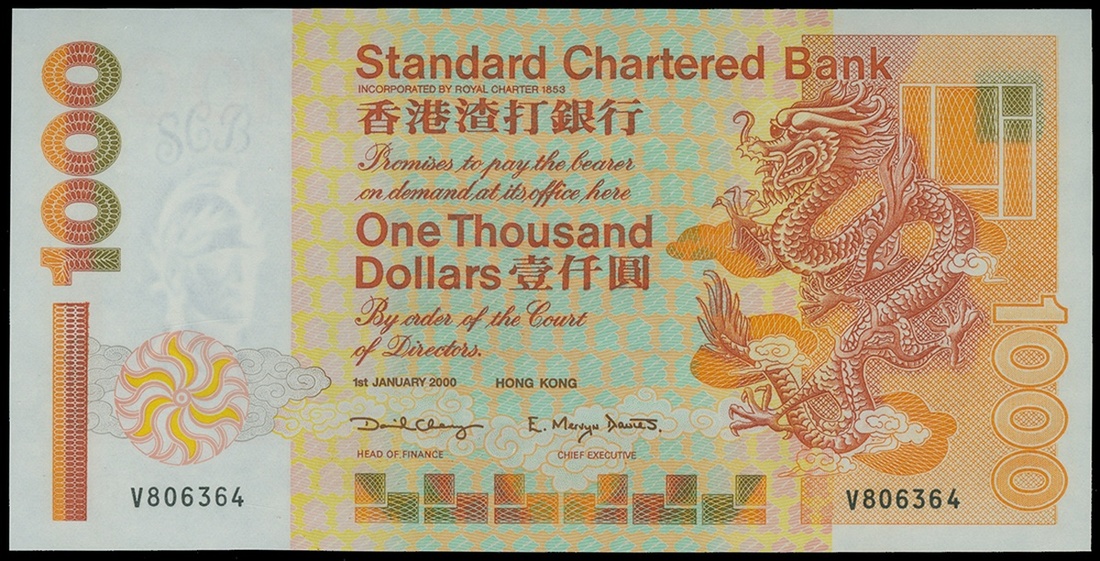 1000
SCB
Standard Chartered Bank
INCORPORATED BY ROYAL CHARTER 1853
香港渣打銀行
Promises to pay the bearer
on demand at its office here
One Thousand
Dollars 壹仟圓
By order of the Court
of Directors.
1st JANUARY 2000 HONG KONG
David Chang E. Mervyn Davies.
HEAD OF FINANCE CHIEF EXECUTIVE
V806364 V806364
1000